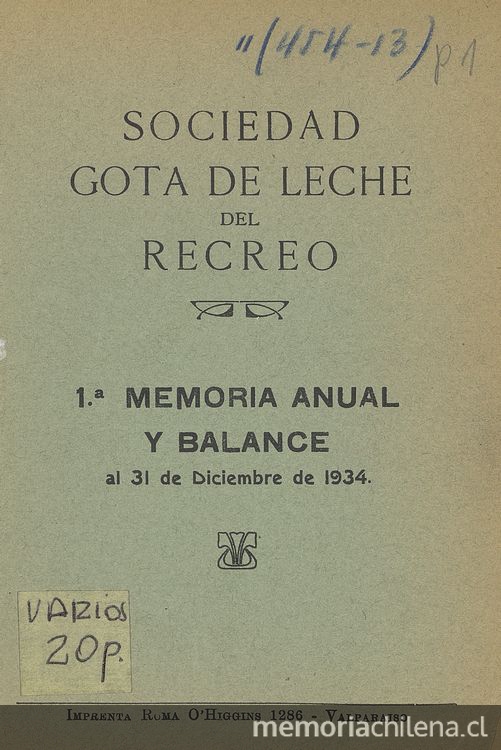 "(454-13) p1
SOCIEDAD
GOTA DE LECHE
DEL
RECREO
1.ª MEMORIA ANUAL
Y BALANCE
al 31 de Diciembre de 1934.
VARIOS
20p.
IMPRENTA ROMA O'HIGGINS 1286 - VALPARAISO
memoriachilena.cl